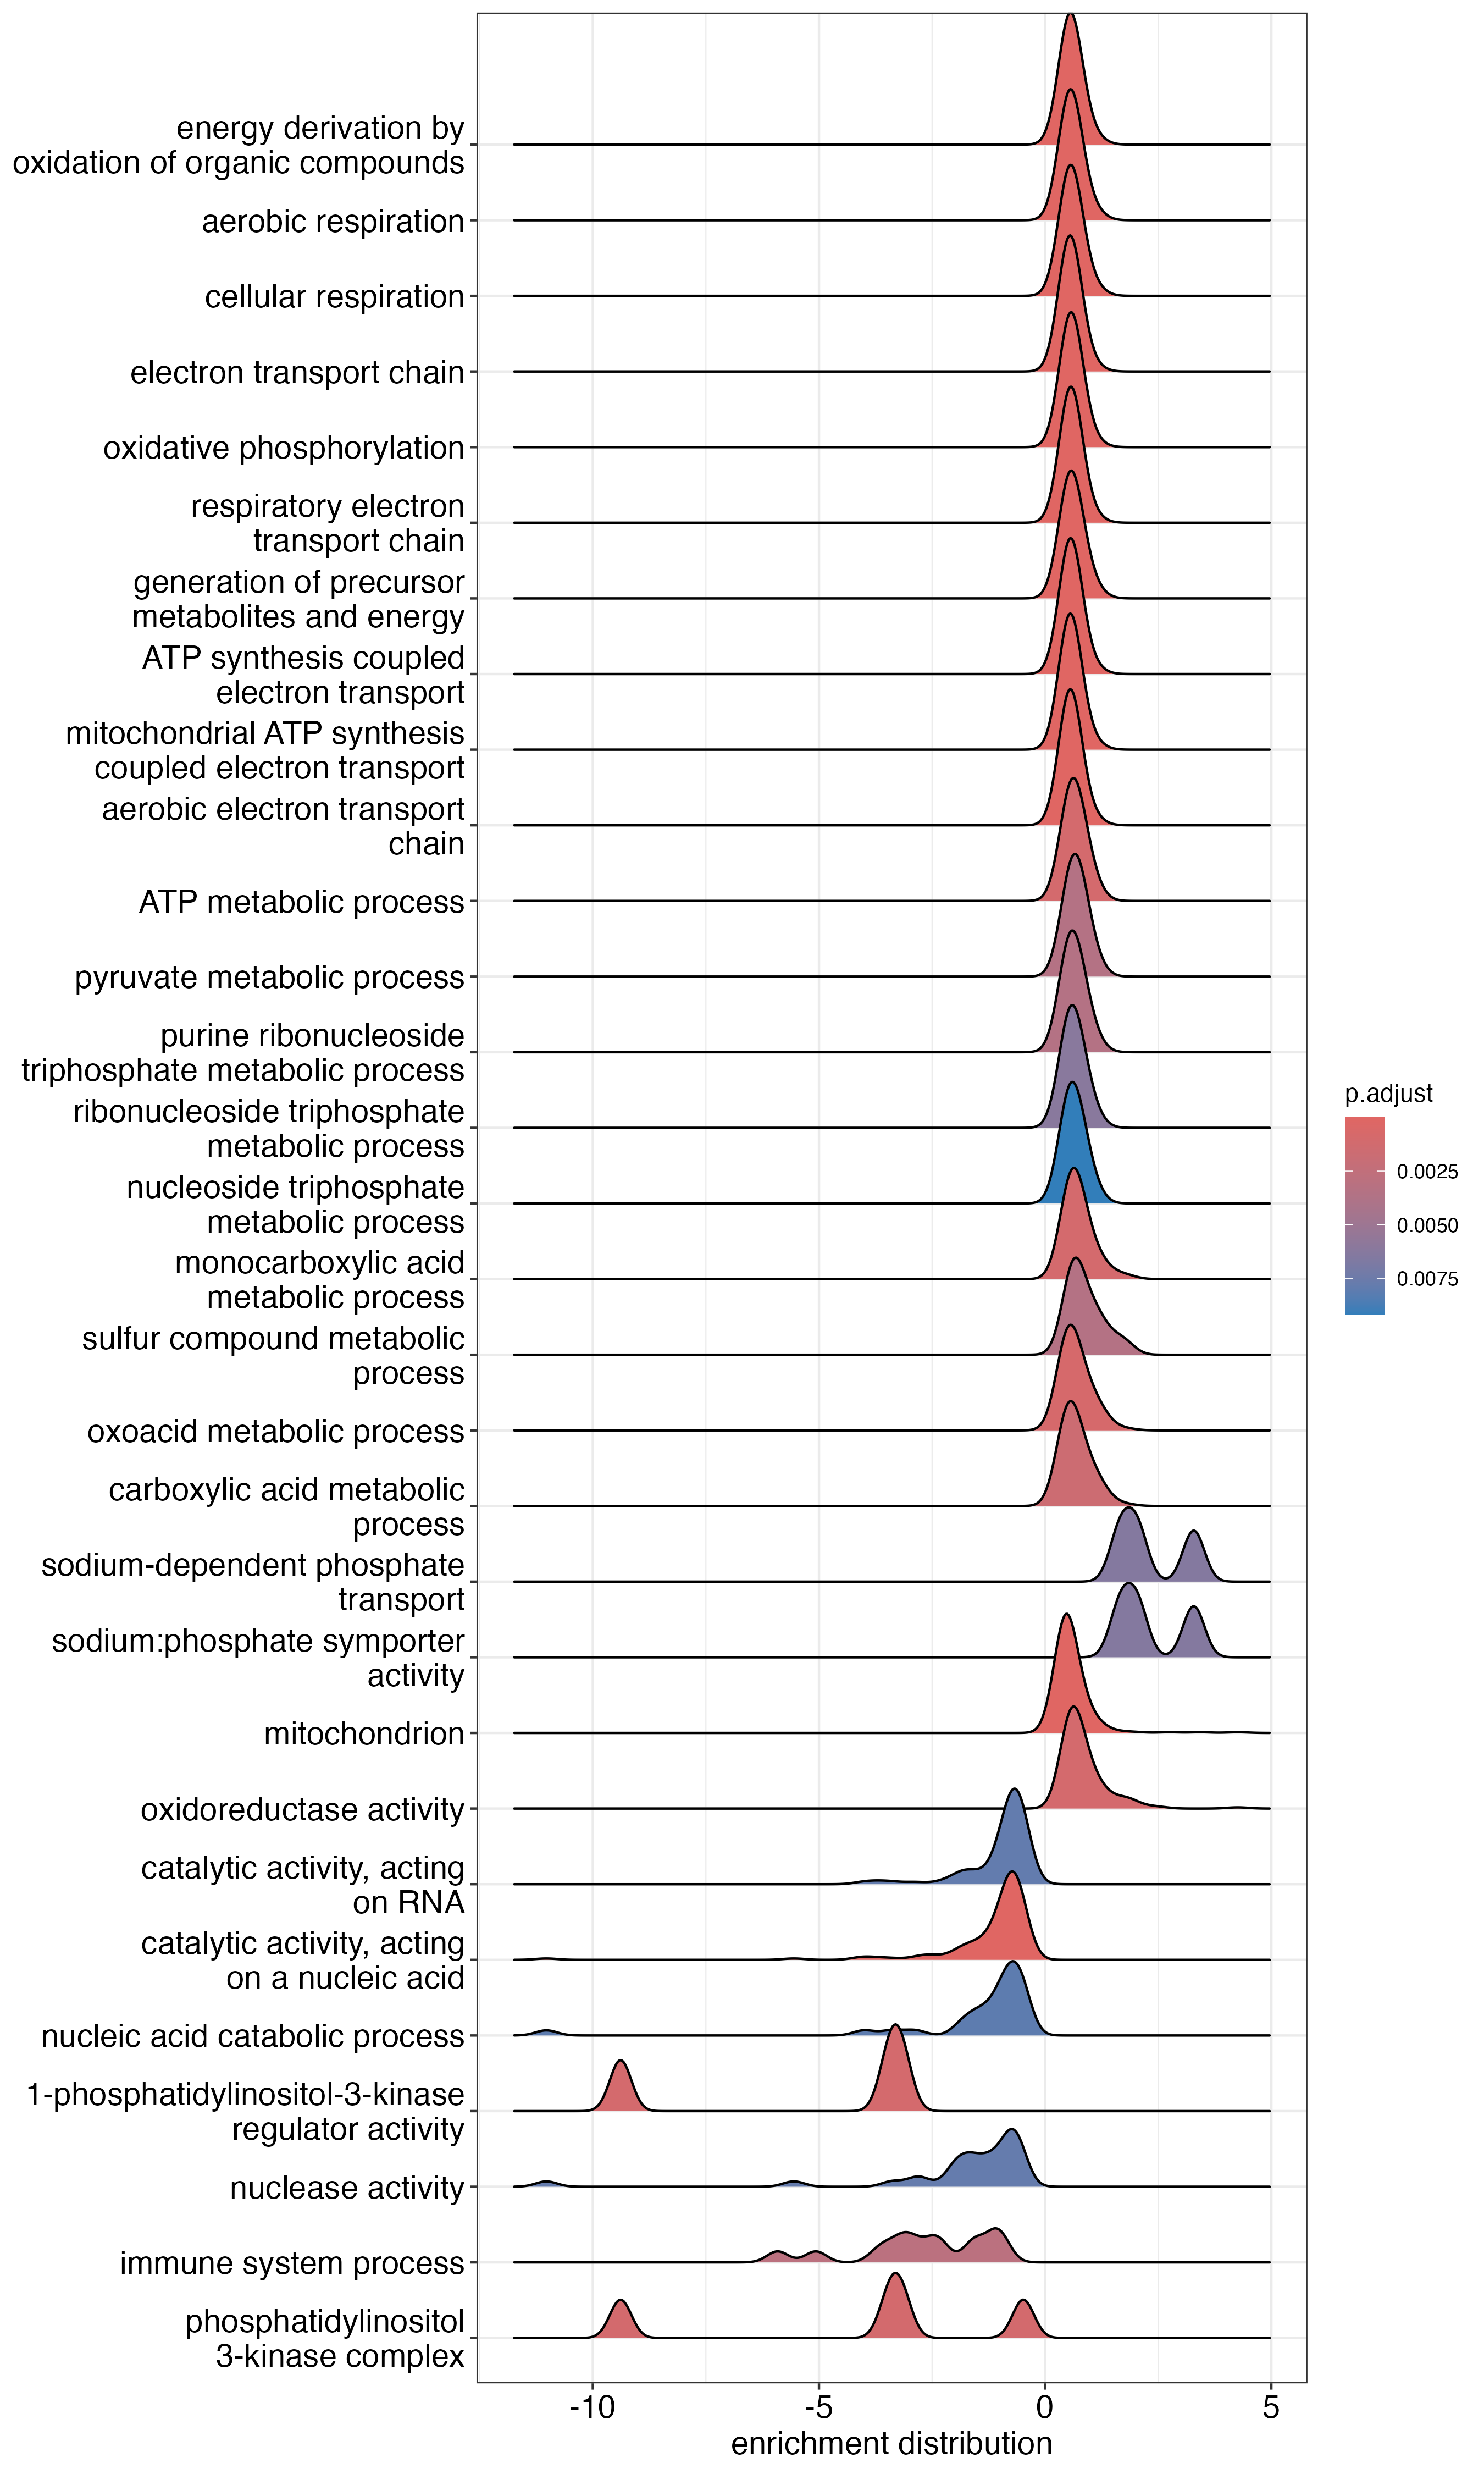 energy derivation by
oxidation of organic compounds
aerobic respiration
cellular respiration
electron transport chain
oxidative phosphorylation
respiratory electron
transport chain
generation of precursor
metabolites and energy
ATP synthesis coupled
electron transport
mitochondrial ATP synthesis
coupled electron transport
aerobic electron transport
chain
ATP metabolic process
pyruvate metabolic process
purine ribonucleoside
triphosphate metabolic process
ribonucleoside triphosphate
metabolic process
nucleoside triphosphate
metabolic process
monocarboxylic acid
metabolic process
sulfur compound metabolic
process
oxoacid metabolic process
carboxylic acid metabolic
process
sodium-dependent phosphate
transport
sodium:phosphate symporter
activity
mitochondrion
oxidoreductase activity
catalytic activity, acting
on RNA
catalytic activity, acting
on a nucleic acid
nucleic acid catabolic process
1-phosphatidylinositol-3-kinase
regulator activity
nuclease activity
immune system process
phosphatidylinositol
3-kinase complex
-10 -5 0 5
enrichment distribution
p.adjust
0.0025
0.0050
0.0075